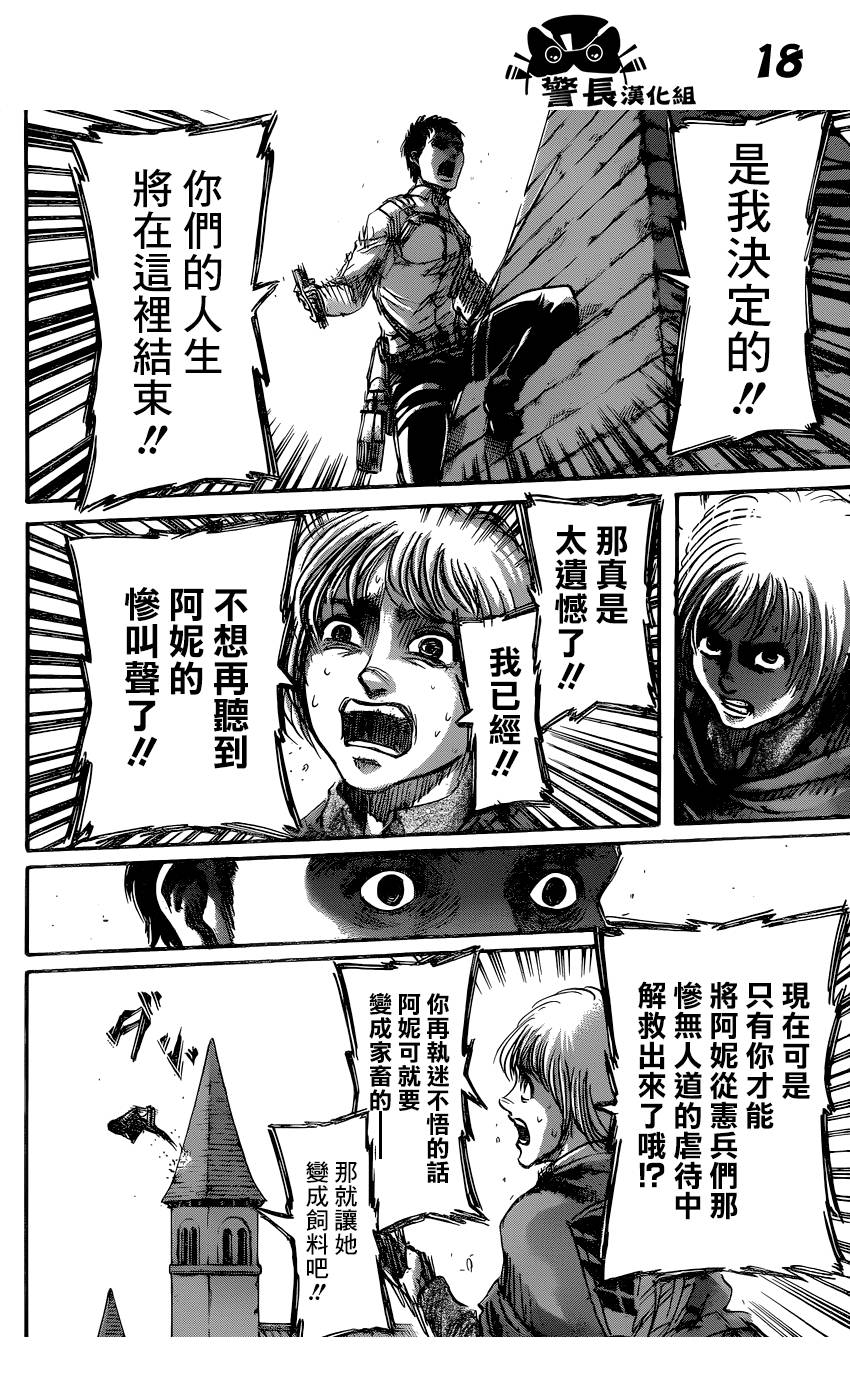 18
警長漢化組
是我決定的!!
你們的人生
將在這裡結束!!
那真是
太遺憾了!!
我已經!!
不想再聽到
阿妮的
慘叫聲了!!
現在可是
只有你才能
將阿妮從憲兵們那
慘無人道的虐待中
解救出來了哦!?
你再執迷不悟的話
阿妮可就要
變成家畜的—
那就讓她
變成飼料吧!!